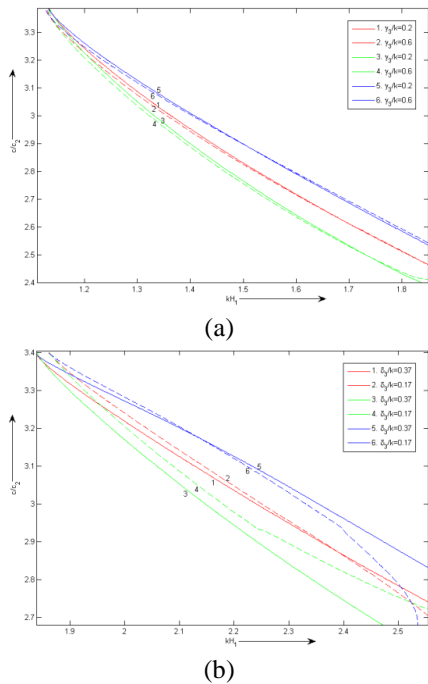 3.3
3.2
3.1
3
2.9
2.8
2.7
2.6
2.5
2.4
c/c2
1. γ3/k=0.2
2. γ3/k=0.6
3. γ3/k=0.2
4. γ3/k=0.6
5. γ3/k=0.2
6. γ3/k=0.6
5
6
1
2
3
4
1.2 1.3 1.4 1.5 1.6 1.7 1.8
kH1
(a)
3.4
3.3
3.2
3.1
3
2.9
2.8
2.7
c/c2
1. δ3/k=0.37
2. δ3/k=0.17
3. δ3/k=0.37
4. δ3/k=0.17
5. δ3/k=0.37
6. δ3/k=0.17
5
6
2
1
4
3
1.9 2 2.1 2.2 2.3 2.4 2.5
kH1
(b)